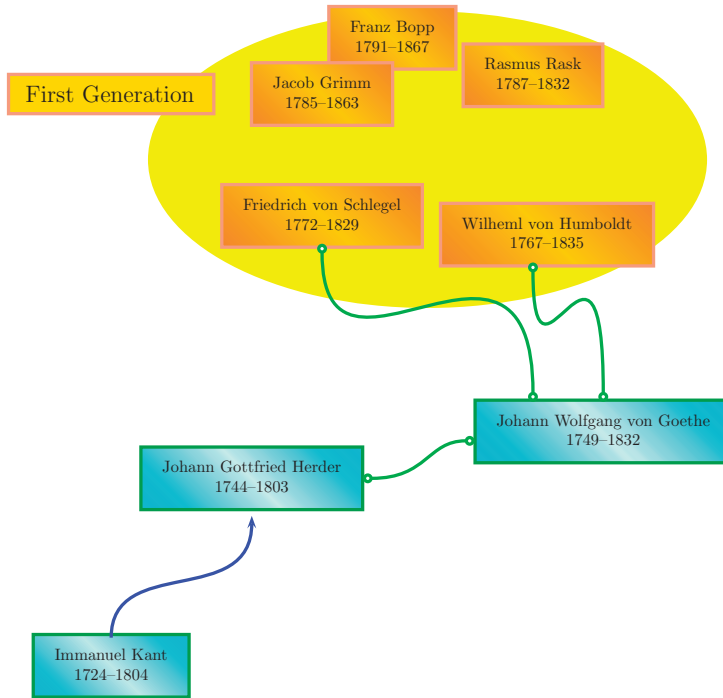 Franz Bopp
1791–1867
Rasmus Rask
1787–1832
Jacob Grimm
1785–1863
First Generation
Friedrich von Schlegel
1772–1829
Wilheml von Humboldt
1767–1835
Johann Wolfgang von Goethe
1749–1832
Johann Gottfried Herder
1744–1803
Immanuel Kant
1724–1804